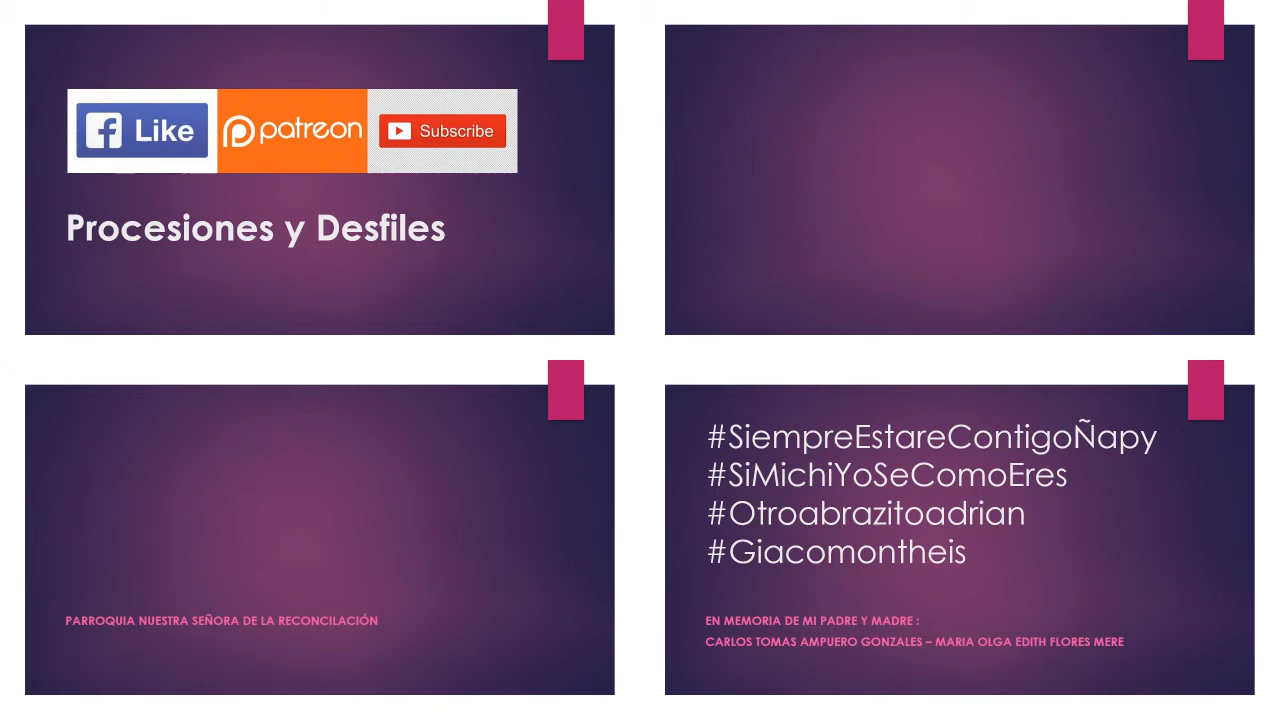 Like
patreon
Subscribe
Procesiones y Desfiles
PARROQUIA NUESTRA SEÑORA DE LA RECONCILACIÓN
#SiempreEstareContigoÑapy
#SiMichiYoSeComoEres
#Otroabrazitoadrian
#Giacomontheis
EN MEMORIA DE MI PADRE Y MADRE :
CARLOS TOMAS AMPUERO GONZALES – MARIA OLGA EDITH FLORES MERE